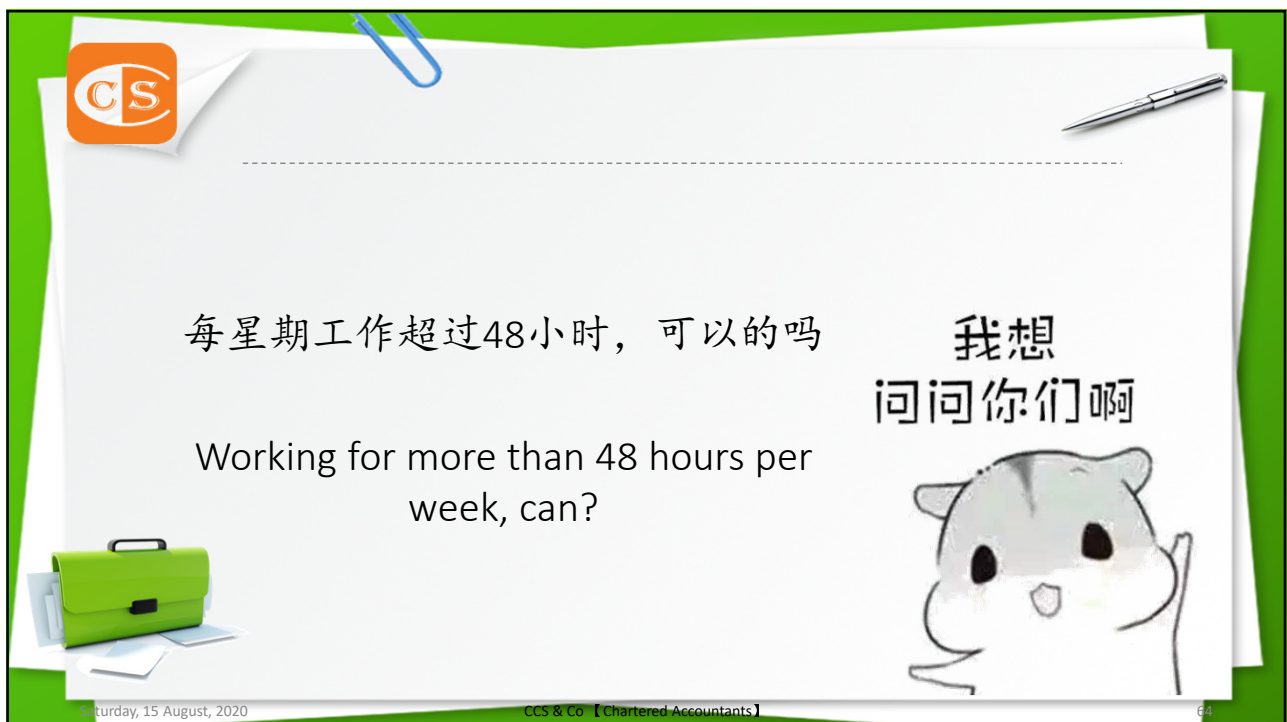 CS
每星期工作超过48小时，可以的吗
我想
问问你们啊
Working for more than 48 hours per
week, can?
Saturday, 15 August, 2020
CCS & Co【Chartered Accountants】
64